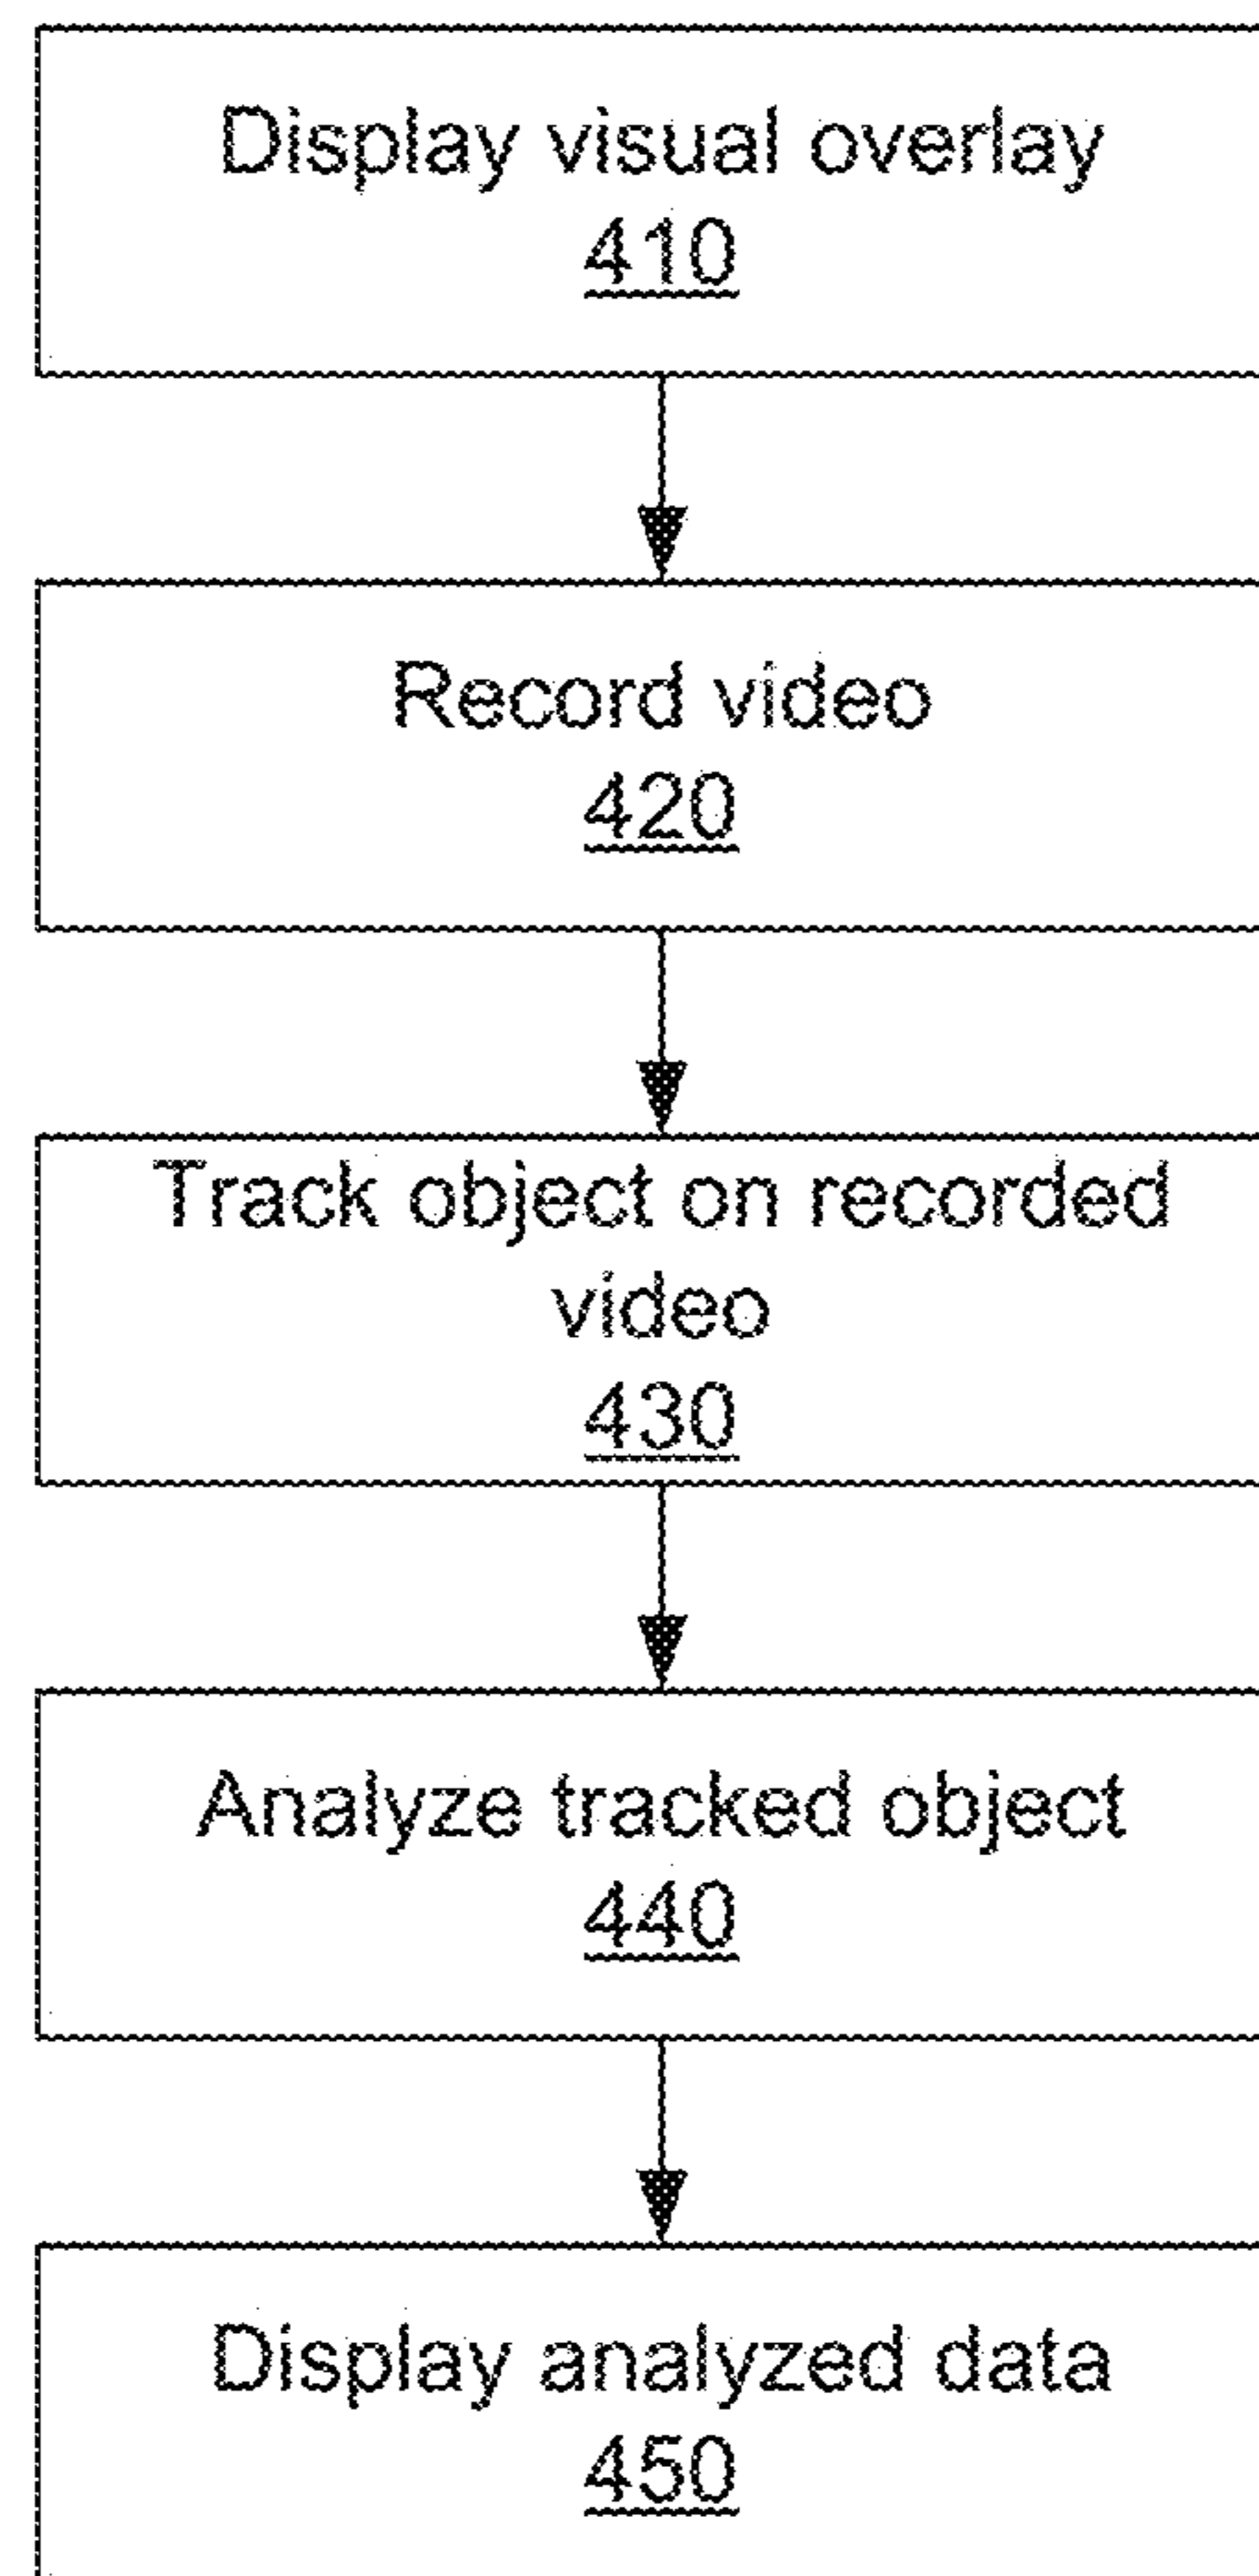 Display visual overlay
410
Record video
420
Track object on recorded
video
430
Analyze tracked object
440
Display analyzed data
450